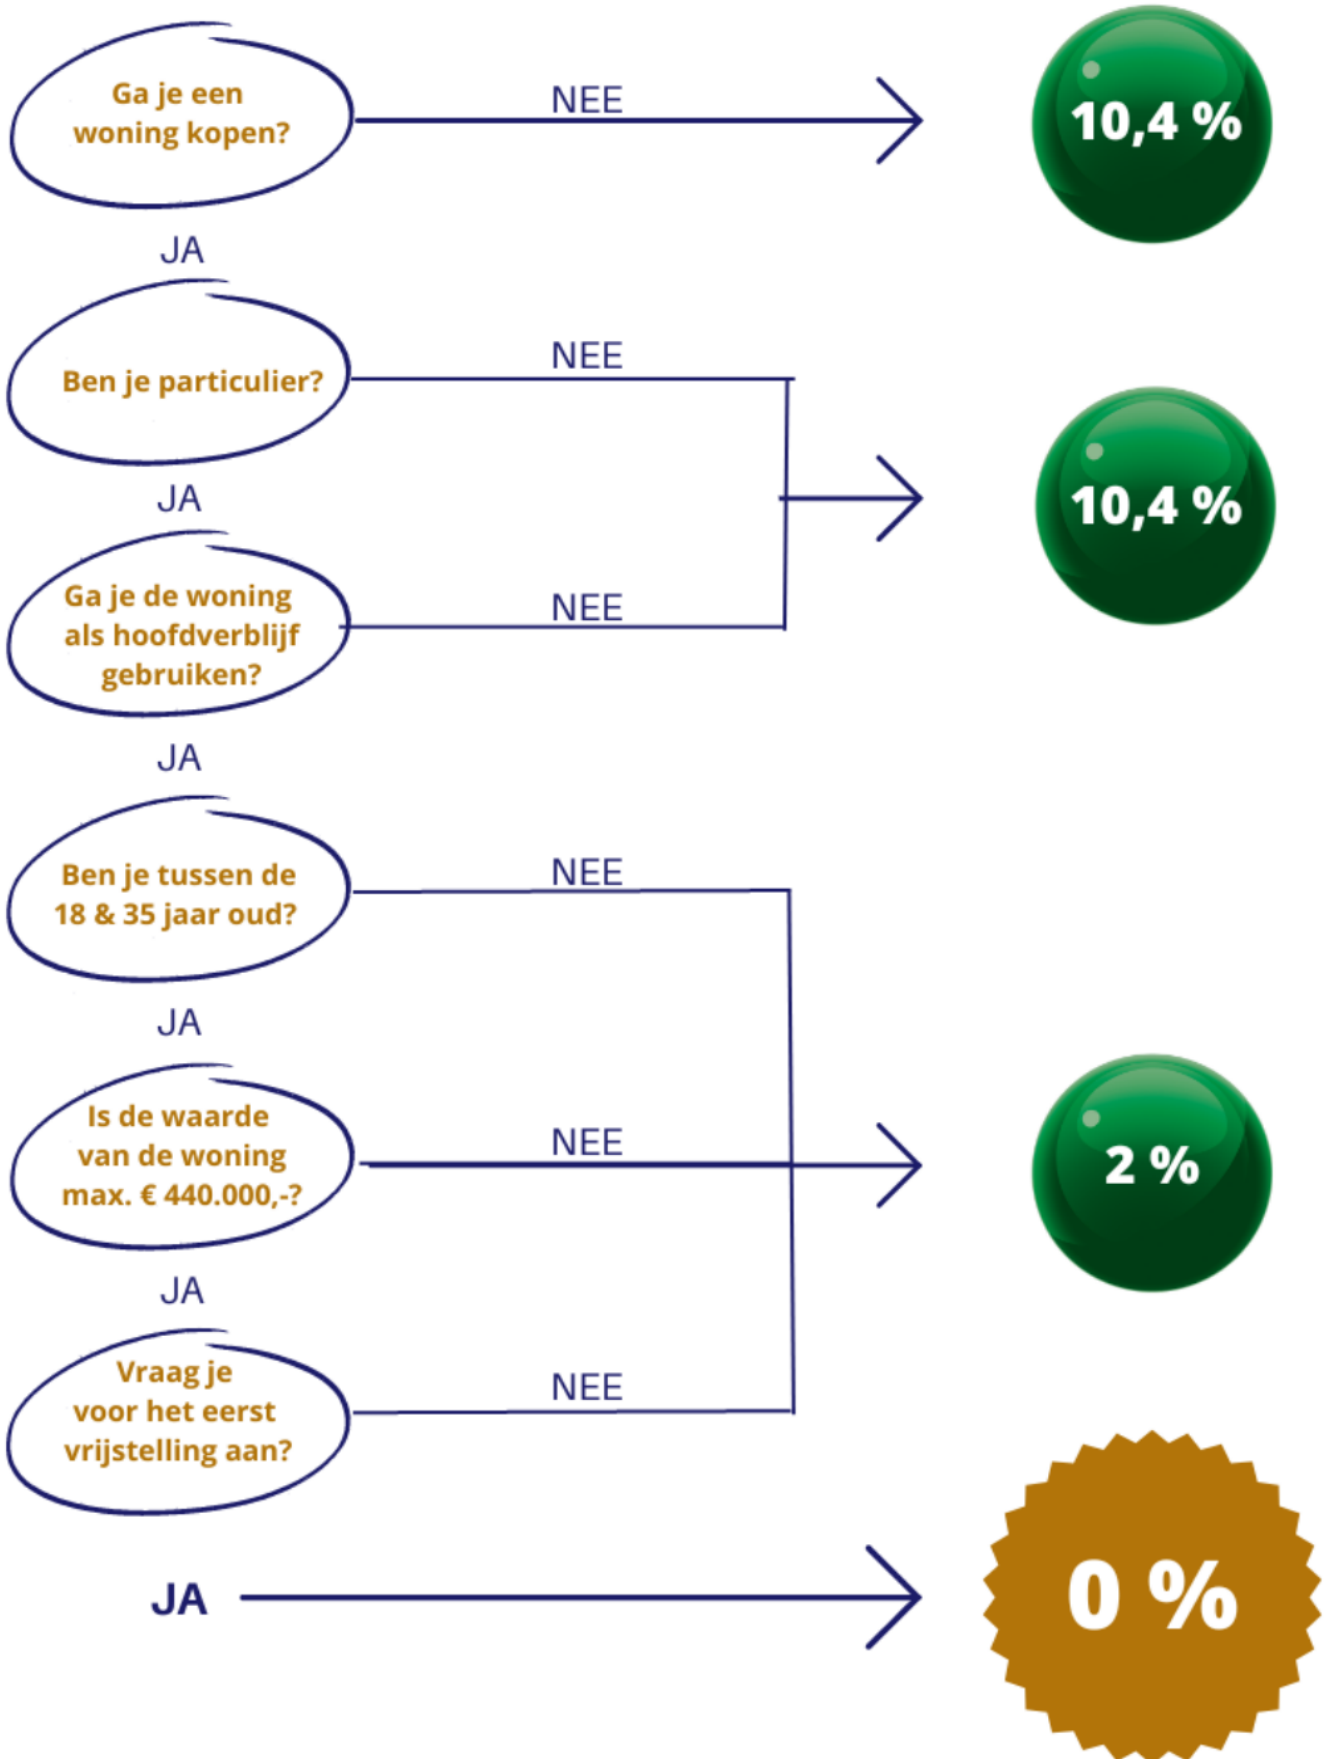 Ga je een
woning kopen?
NEE
10,4 %
JA
Ben je particulier?
NEE
JA
10,4 %
Ga je de woning
als hoofdverblijf
gebruiken?
NEE
JA
Ben je tussen de
18 & 35 jaar oud?
NEE
JA
Is de waarde
van de woning
max. € 440.000,-?
NEE
2 %
JA
Vraag je
voor het eerst
vrijstelling aan?
NEE
JA
0 %